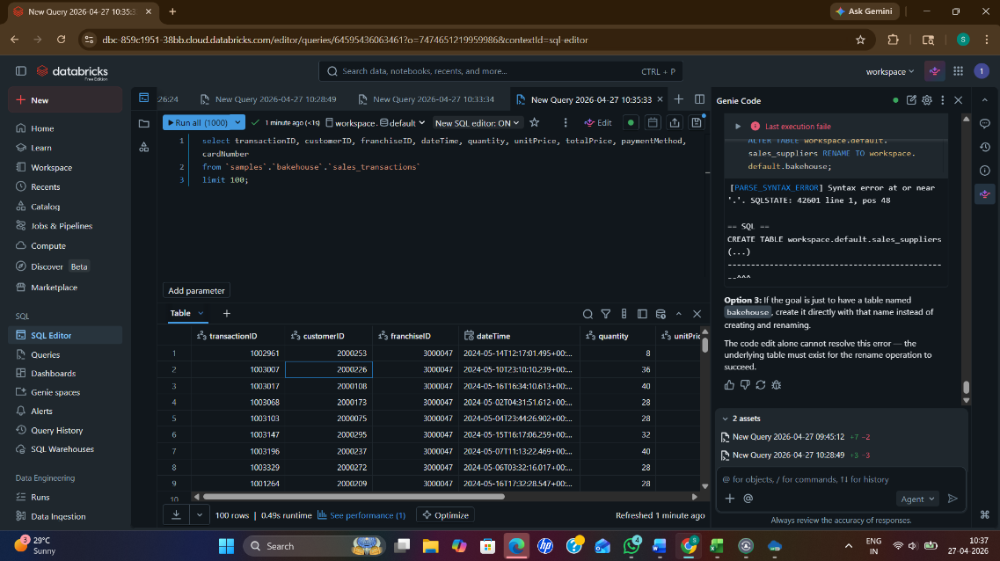 New Query 2026-04-27 10:35:3
Ask Gemini
dbc-859c1951-38bb.cloud.databricks.com/editor/queries/64595436063461?o=7474651219959986&contextId=sql-editor
S
databricks
Free Edition
Search data, notebooks, recents, and more...
CTRL + P
workspace
1
New
Home
Learn
Workspace
Recents
Catalog
Jobs & Pipelines
Compute
Discover Beta
Marketplace
SQL
SQL Editor
Queries
Dashboards
Genie spaces
Alerts
Query History
SQL Warehouses
Data Engineering
Runs
Data Ingestion
:26:24
New Query 2026-04-27 10:28:49
New Query 2026-04-27 10:33:34
New Query 2026-04-27 10:35:33
Run all (1000)
1 minute ago (<1s)
workspace. default
New SQL editor: ON
Edit
1 select transactionID, customerID, franchiseID, dateTime, quantity, unitPrice, totalPrice, paymentMethod,
cardNumber
2 from `samples`.`bakehouse`.`sales_transactions`
3 limit 100;
Add parameter
Table
transactionID customerID franchiseID dateTime quantity unitPric
1 1002961 2000253 3000047 2024-05-14T12:17:01.495+00:... 8
2 1003007 2000226 3000047 2024-05-10T23:10:10.239+00:... 36
3 1003017 2000108 3000047 2024-05-16T16:34:10.613+00:... 40
4 1003068 2000173 3000047 2024-05-02T04:31:51.612+00:... 28
5 1003103 2000075 3000047 2024-05-04T23:44:26.902+00:... 28
6 1003147 2000295 3000047 2024-05-15T16:17:06.259+00:... 32
7 1003196 2000237 3000047 2024-05-07T11:13:22.469+00:... 40
8 1003329 2000272 3000047 2024-05-06T03:32:16.017+00:... 28
9 1001264 2000209 3000047 2024-05-16T17:32:28.547+00:... 28
10
100 rows | 0.49s runtime
See performance (1)
Optimize
Refreshed 1 minute ago
Genie Code
Last execution faile
ALTER TABLE workspace.default.
sales_suppliers RENAME TO workspace.
default.bakehouse;
[PARSE_SYNTAX_ERROR] Syntax error at or near
'.'. SQLSTATE: 42601 line 1, pos 48
== SQL ==
CREATE TABLE workspace.default.sales_suppliers
(...)
------------------------------------------------
--^^^
Option 3: If the goal is just to have a table named
bakehouse, create it directly with that name instead of
creating and renaming.
The code edit alone cannot resolve this error — the
underlying table must exist for the rename operation to
succeed.
2 assets
New Query 2026-04-27 09:45:12 +7 -2
New Query 2026-04-27 10:28:49 +3 -3
@ for objects, / for commands, ↑↓ for history
Agent
Always review the accuracy of responses.
3
29°C
Sunny
Search
4
ENG
IN
10:37
27-04-2026